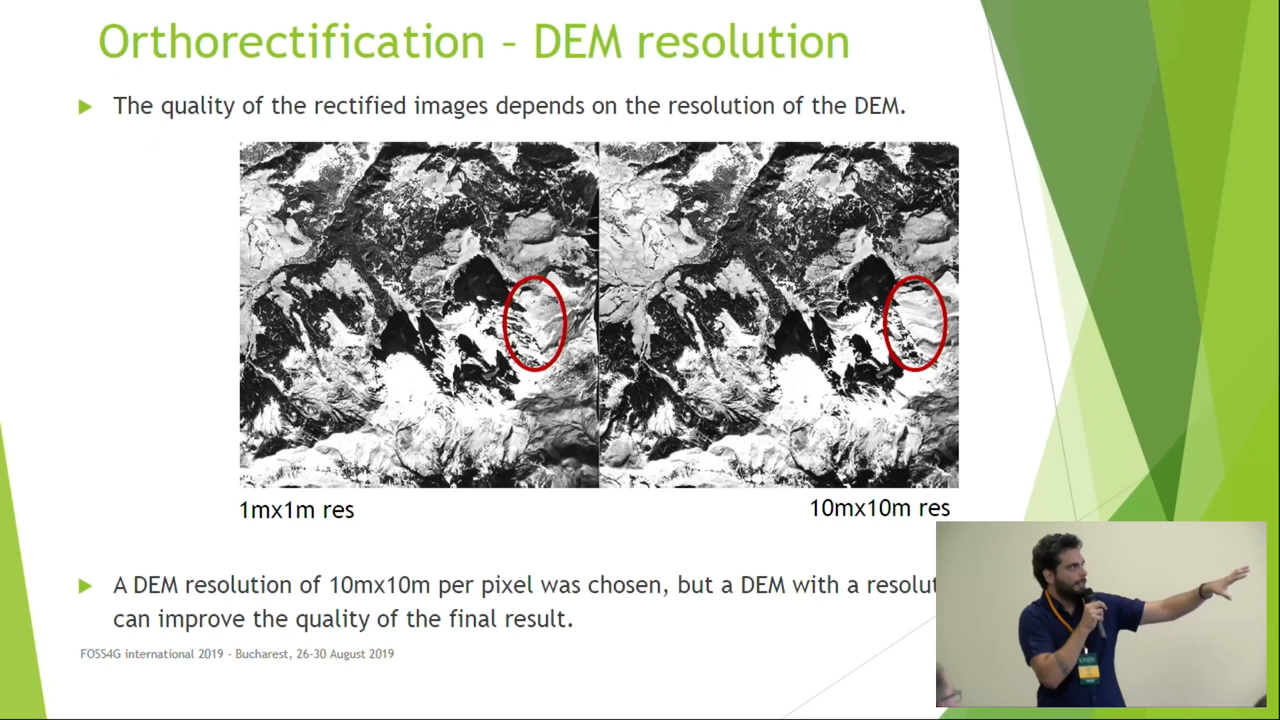 Orthorectification – DEM resolution
The quality of the rectified images depends on the resolution of the DEM.
1mx1m res
10mx10m res
A DEM resolution of 10mx10m per pixel was chosen, but a DEM with a
can improve the quality of the final result.
FOSS4G international 2019 - Bucharest, 26-30 August 2019